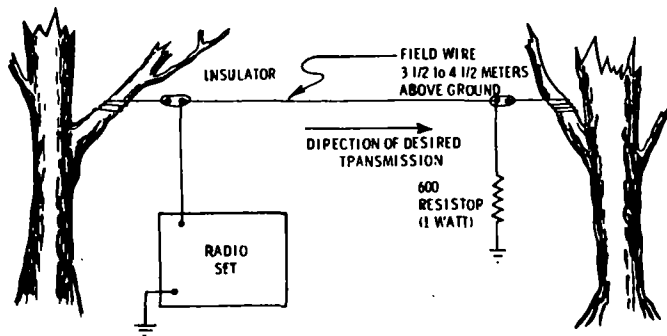 INSULATOR
FIELD WIRE
3 1/2 to 4 1/2 METERS
ABOVE GROUND
DIRECTION OF DESIRED
TPANSMISSION
600
RESISTOP
(1 WATT)
RADIO
SET